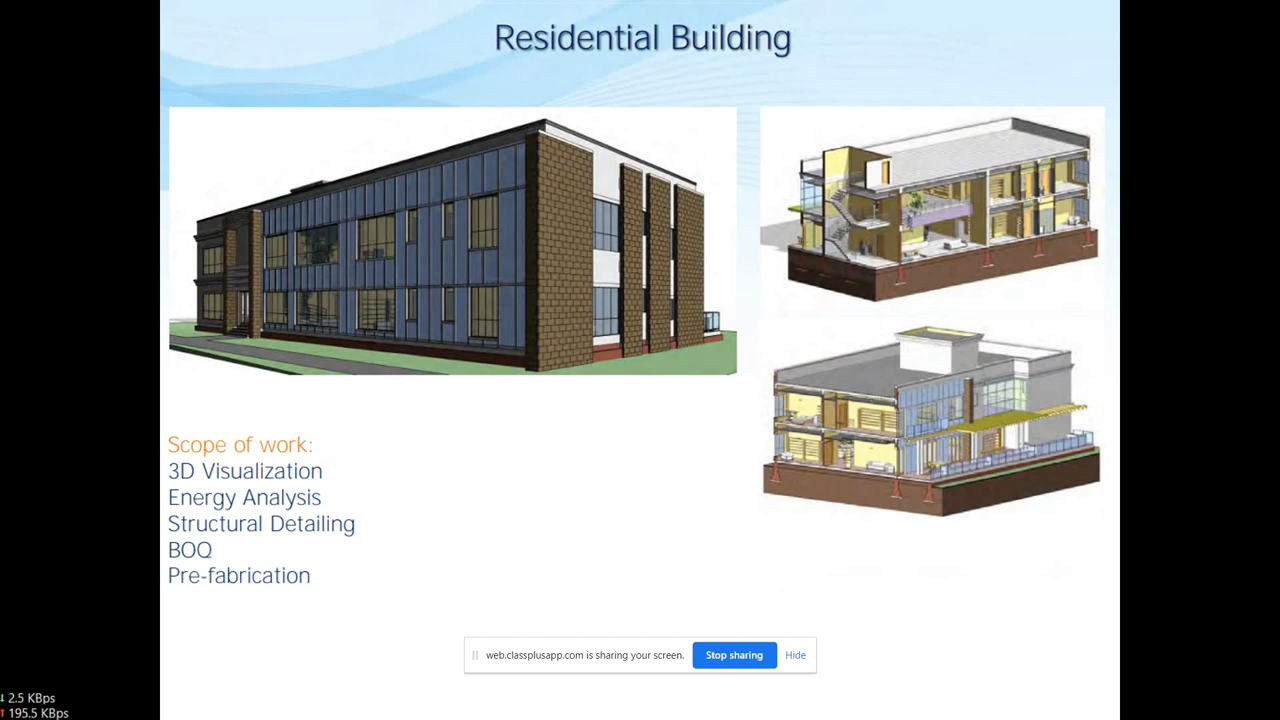 Residential Building
Scope of work:
3D Visualization
Energy Analysis
Structural Detailing
BOQ
Pre-fabrication
web.classplusapp.com is sharing your screen. Stop sharing Hide
↓ 2.5 KBps
↑ 195.5 KBps